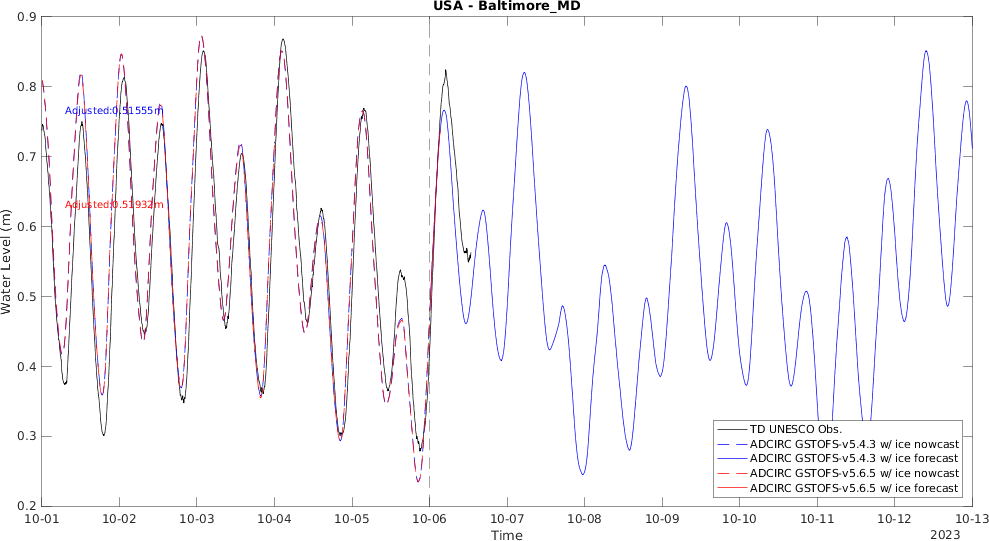 USA - Baltimore_MD
0.9
0.8
0.7
0.6
0.5
0.4
0.3
0.2
Water Level (m)
Adjusted:0.51555m
Adjusted:0.51932m
TD UNESCO Obs.
ADCIRC GSTOFS-v5.4.3 w/ ice nowcast
ADCIRC GSTOFS-v5.4.3 w/ ice forecast
ADCIRC GSTOFS-v5.6.5 w/ ice nowcast
ADCIRC GSTOFS-v5.6.5 w/ ice forecast
10-01 10-02 10-03 10-04 10-05 10-06 10-07 10-08 10-09 10-10 10-11 10-12 10-13
Time
2023